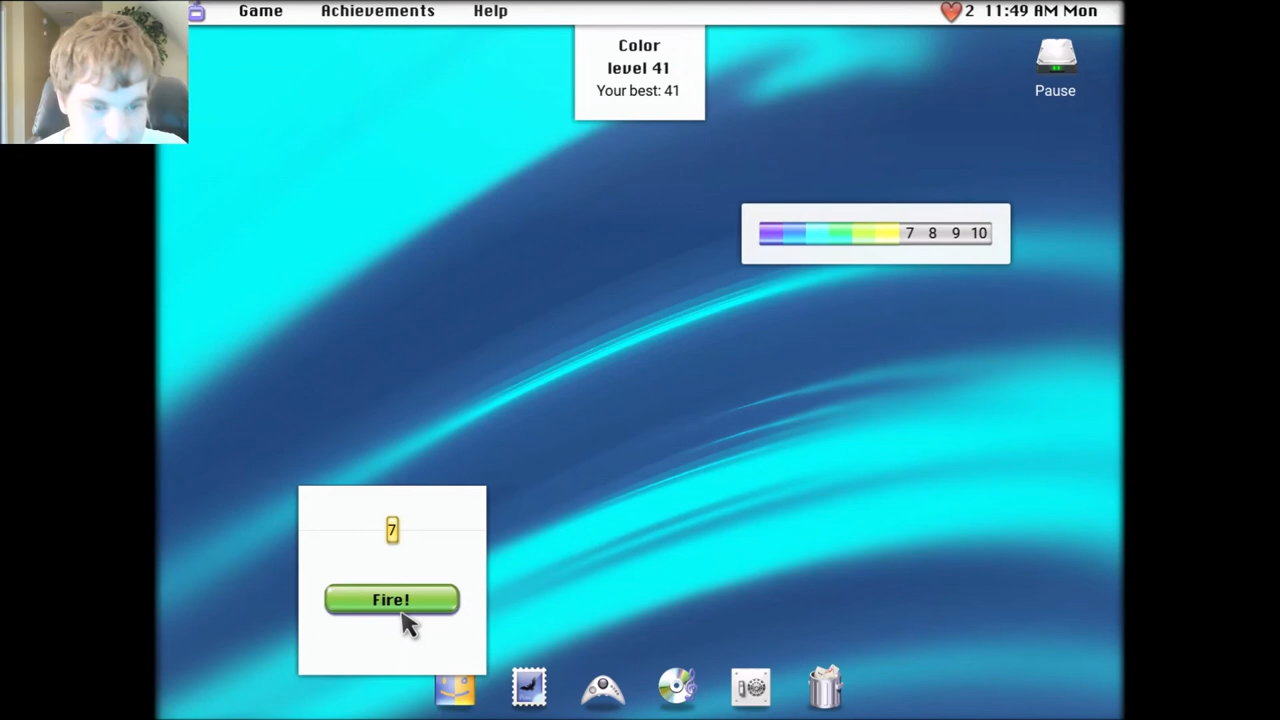 Game Achievements Help
2 11:49 AM Mon
Color
level 41
Your best: 41
Pause
7 8 9 10
7
Fire!